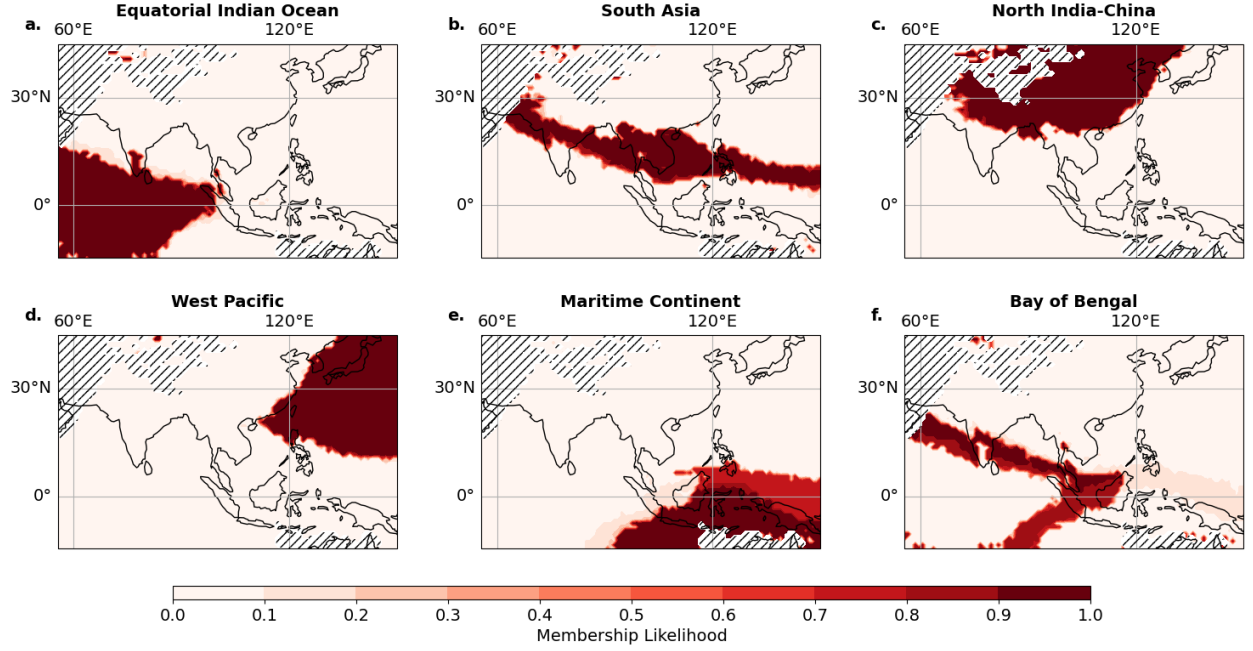 Equatorial Indian Ocean
a. 60°E 120°E
30°N
0°
South Asia
b. 60°E 120°E
30°N
0°
North India-China
c. 60°E 120°E
30°N
0°
West Pacific
d. 60°E 120°E
30°N
0°
Maritime Continent
e. 60°E 120°E
30°N
0°
Bay of Bengal
f. 60°E 120°E
30°N
0°
0.0 0.1 0.2 0.3 0.4 0.5 0.6 0.7 0.8 0.9 1.0
Membership Likelihood